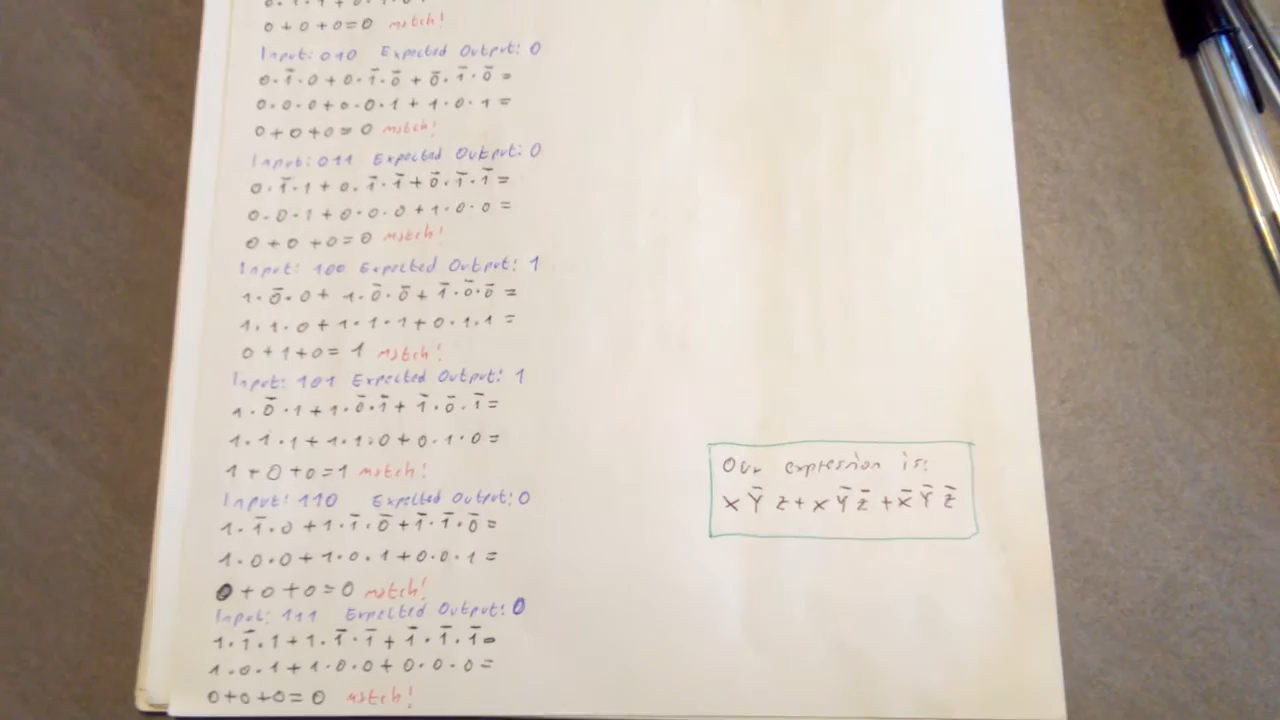 0+0+0=0 match!
Input: 010 Expected Output: 0
0·1̄·0+0·1̄·0̄+0̄·1̄·0̄=
0·0·0+0·0·1+1·0·1=
0+0+0=0 match!
Input: 011 Expected Output: 0
0·1̄·1+0·1̄·1̄+0̄·1̄·1̄=
0·0·1+0·0·0+1·0·0=
0+0+0=0 match!
Input: 100 Expected Output: 1
1·0̄·0+1·0̄·0̄+1̄·0̄·0̄=
1·1·0+1·1·1+0·1·1=
0+1+0=1 match!
Input: 101 Expected Output: 1
1·0̄·1+1·0̄·1̄+1̄·0̄·1̄=
1·1·1+1·1·0+0·1·0=
1+0+0=1 match!
Input: 110 Expected Output: 0
1·1̄·0+1·1̄·0̄+1̄·1̄·0̄=
1·0·0+1·0·1+0·0·1=
0+0+0=0 match!
Input: 111 Expected Output: 0
1·1̄·1+1·1̄·1̄+1̄·1̄·1̄=
1·0·1+1·0·0+0·0·0=
0+0+0=0 match!
Our expression is:
XȲZ+XȲZ̄+X̄ȲZ̄